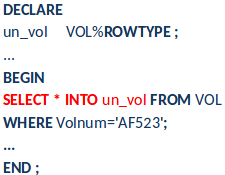 DECLARE
un_vol VOL%ROWTYPE ;
...
BEGIN
SELECT * INTO un_vol FROM VOL
WHERE Volnum='AF523';
...
END ;